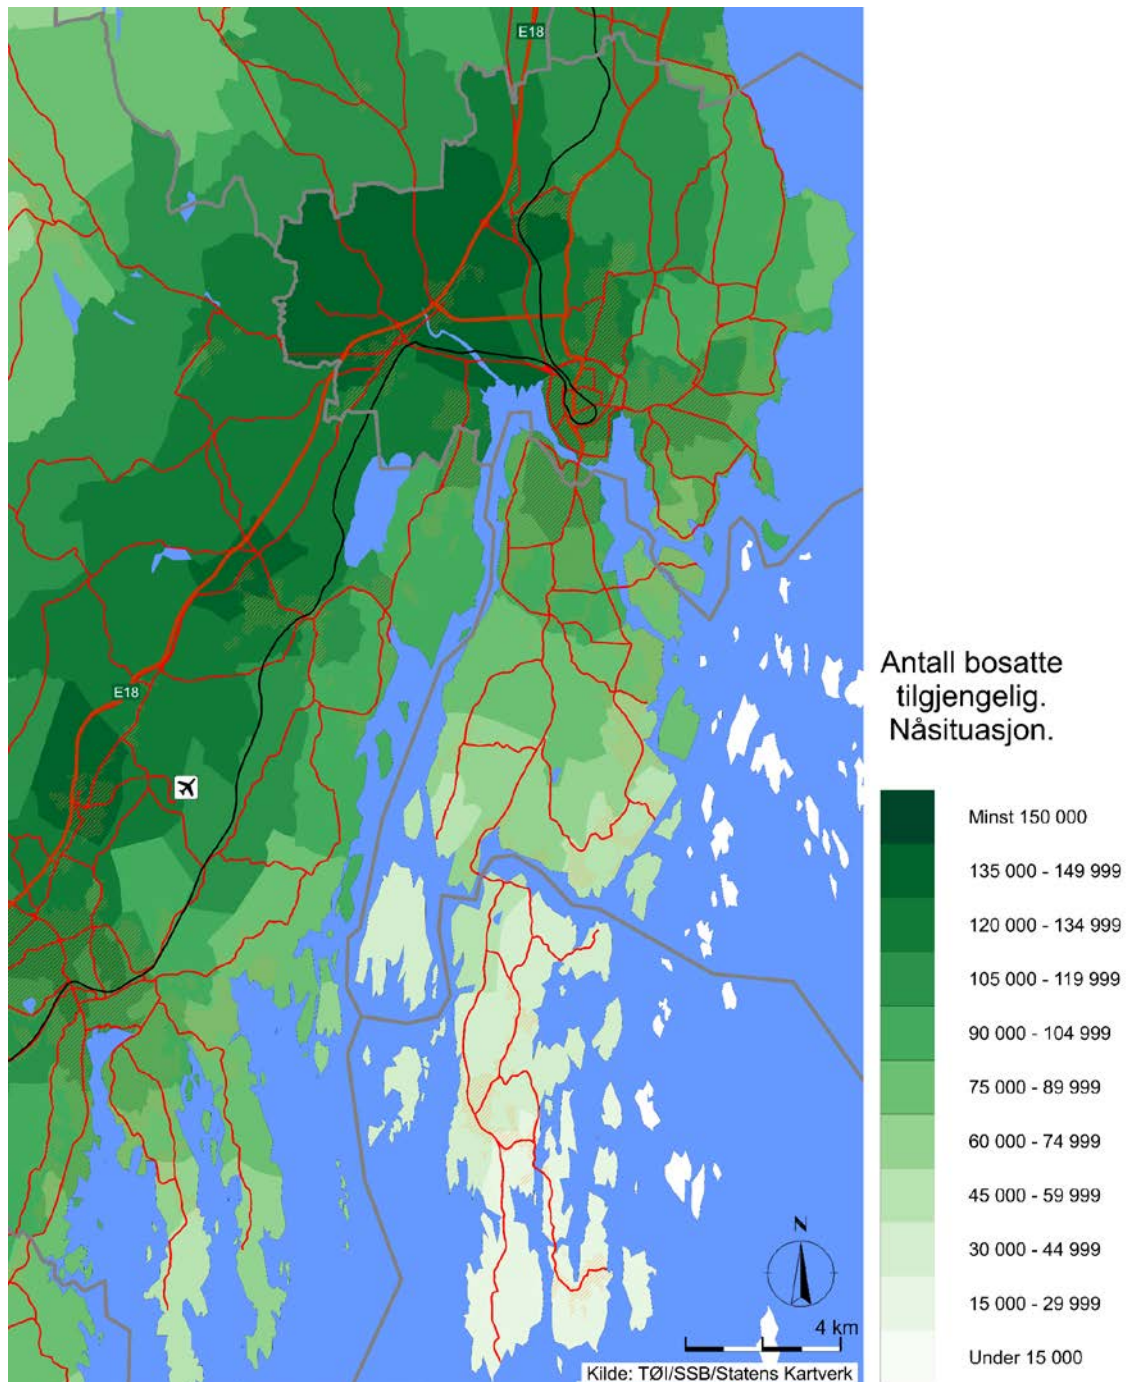 E18
E18
Antall bosatte
tilgjengelig.
Nåsituasjon.
Minst 150 000
135 000 - 149 999
120 000 - 134 999
105 000 - 119 999
90 000 - 104 999
75 000 - 89 999
60 000 - 74 999
45 000 - 59 999
30 000 - 44 999
15 000 - 29 999
Under 15 000
N
4 km
Kilde: TØI/SSB/Statens Kartverk